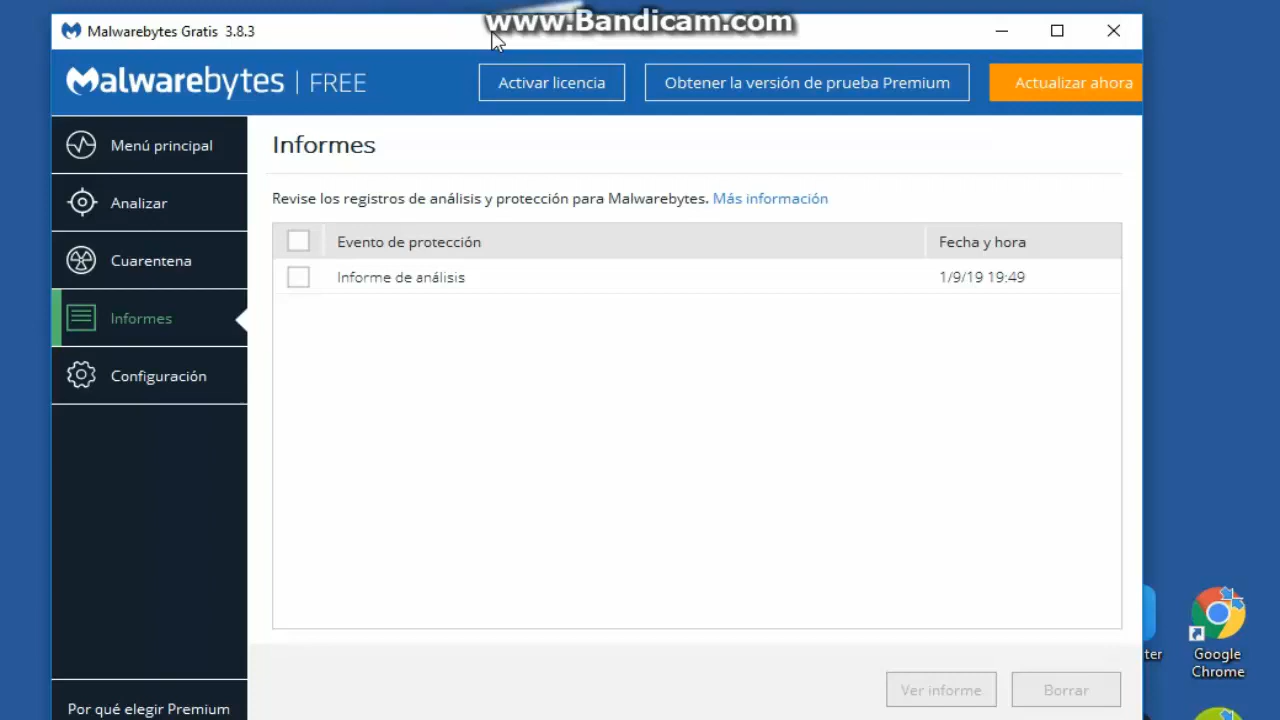 www.Bandicam.com
Malwarebytes Gratis 3.8.3
Malwarebytes | FREE
Activar licencia
Obtener la versión de prueba Premium
Actualizar ahora
Menú principal
Analizar
Cuarentena
Informes
Configuración
Por qué elegir Premium
Informes
Revise los registros de análisis y protección para Malwarebytes. Más información
Evento de protección
Fecha y hora
Informe de análisis
1/9/19 19:49
Ver informe
Borrar
ter
Google
Chrome